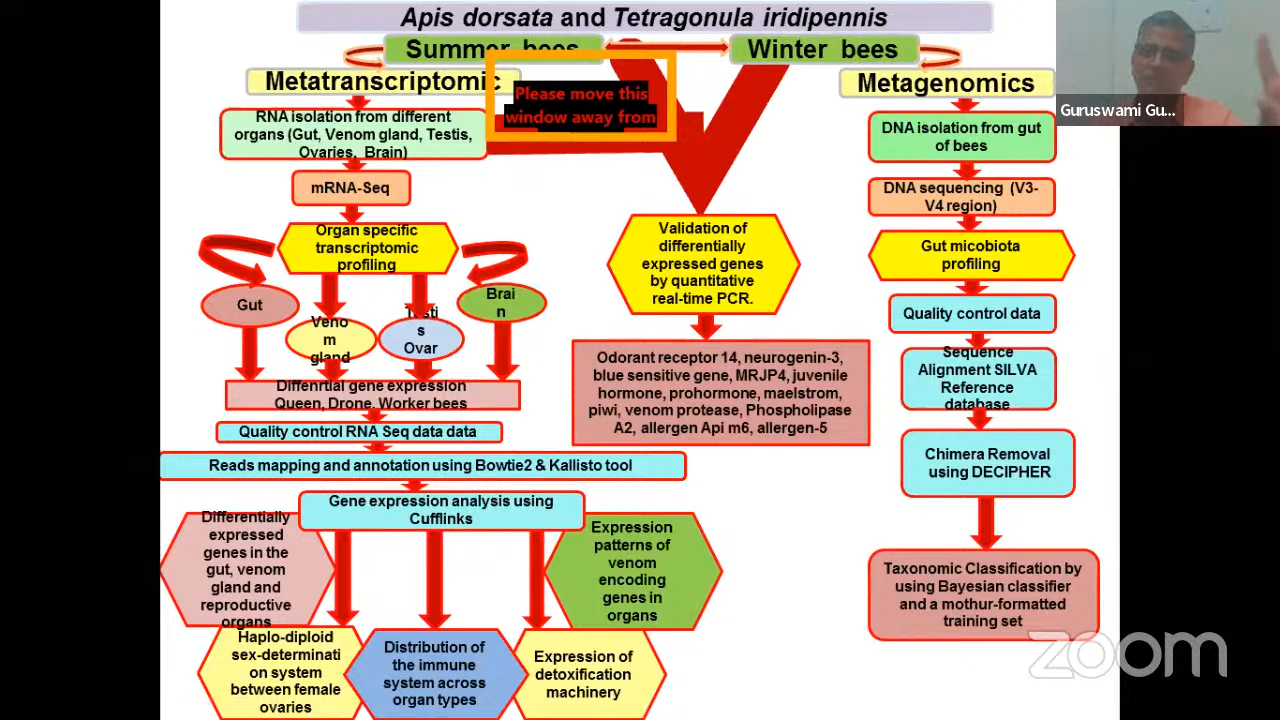 Apis dorsata and Tetragonula iridipennis
Summer bees
Winter bees
Metatranscriptomic
Metagenomics
Please move this
window away from
Guruswami Gu...
RNA isolation from different
organs (Gut, Venom gland, Testis,
Ovaries, Brain)
mRNA-Seq
Organ specific
transcriptomic
profiling
Gut
Veno
m
gland
Testi
s
Ovar
Brai
n
Diffenrtial gene expression
Queen, Drone, Worker bees
Quality control RNA Seq data data
Reads mapping and annotation using Bowtie2 & Kallisto tool
Gene expression analysis using
Cufflinks
Differentially
expressed
genes in the
gut, venom
gland and
reproductive
organs
Expression
patterns of
venom
encoding
genes in
organs
Haplo-diploid
sex-determinati
on system
between female
ovaries
Distribution of
the immune
system across
organ types
Expression of
detoxification
machinery
Validation of
differentially
expressed genes
by quantitative
real-time PCR.
Odorant receptor 14, neurogenin-3,
blue sensitive gene, MRJP4, juvenile
hormone, prohormone, maelstrom,
piwi, venom protease, Phospholipase
A2, allergen Api m6, allergen-5
DNA isolation from gut
of bees
DNA sequencing (V3-
V4 region)
Gut micobiota
profiling
Quality control data
Sequence
Alignment SILVA
Reference
database
Chimera Removal
using DECIPHER
Taxonomic Classification by
using Bayesian classifier
and a mothur-formatted
training set
zoom